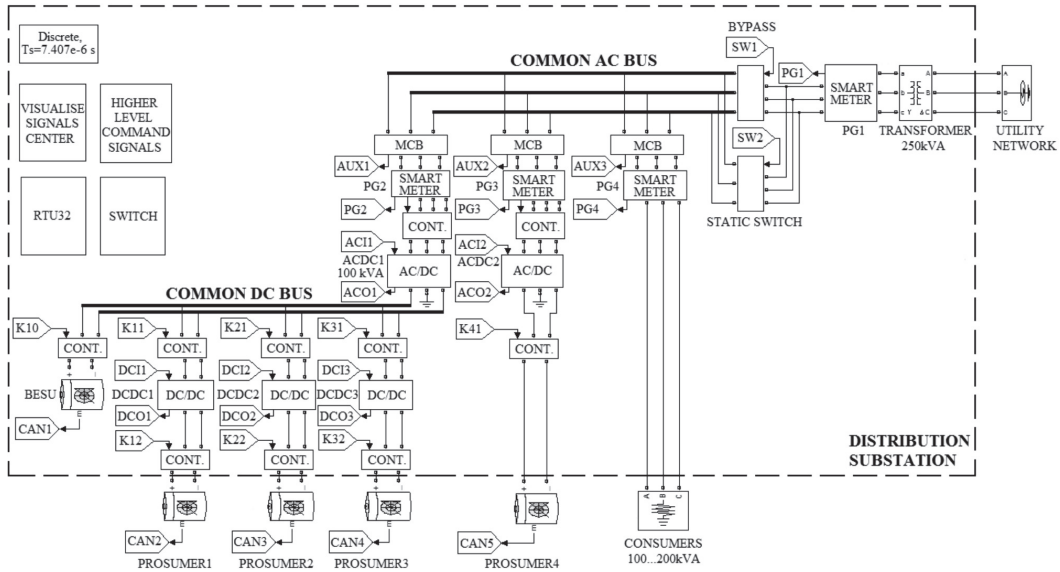 Discrete,
Ts=7.407e-6 s
VISUALISE
SIGNALS
CENTER
HIGHER
LEVEL
COMMAND
SIGNALS
RTU32
SWITCH
COMMON AC BUS
BYPASS
SW1
PG1
SMART
METER
PG1
a
b
c
Y
A
B
C
TRANSFORMER
250kVA
A
B
C
UTILITY
NETWORK
SW2
STATIC SWITCH
MCB
MCB
MCB
AUX1
AUX2
AUX3
PG2
SMART
METER
PG3
SMART
METER
PG4
SMART
METER
PG2
PG3
PG4
CONT.
CONT.
ACI1
ACI2
ACDC1
100 kVA
AC/DC
ACDC2
AC/DC
ACO1
ACO2
COMMON DC BUS
K10
K11
K21
K31
K41
CONT.
CONT.
CONT.
CONT.
CONT.
DCI1
DCI2
DCI3
BESU
+
-
m
DCDC1
DC/DC
DCDC2
DC/DC
DCDC3
DC/DC
DCO1
DCO2
DCO3
CAN1
K12
K22
K32
CONT.
CONT.
CONT.
DISTRIBUTION
SUBSTATION
+
-
m
+
-
m
+
-
m
+
-
m
A
B
C
CAN2
CAN3
CAN4
CAN5
PROSUMER1
PROSUMER2
PROSUMER3
PROSUMER4
CONSUMERS
100...200kVA